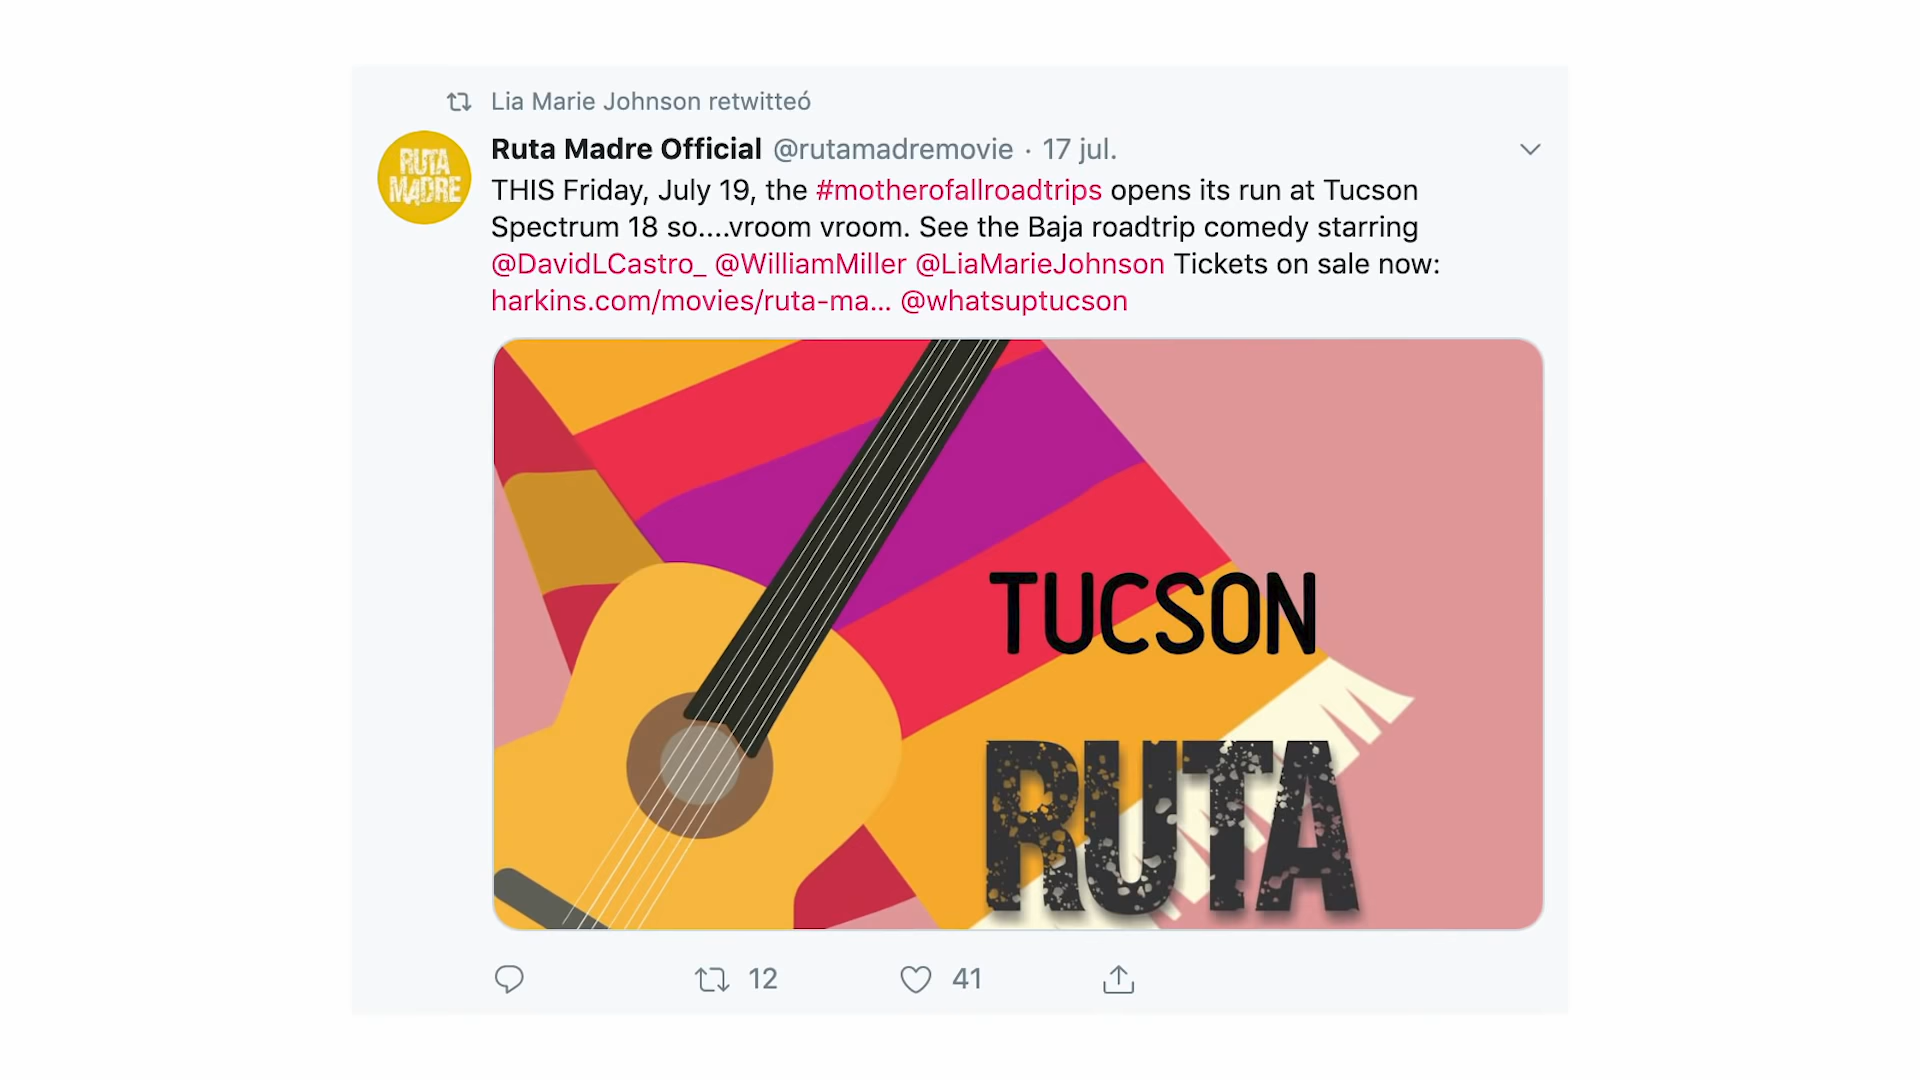 Lia Marie Johnson retwitteó
RUTA
MADRE
Ruta Madre Official @rutamadremovie · 17 jul.
THIS Friday, July 19, the #motherofallroadtrips opens its run at Tucson
Spectrum 18 so....vroom vroom. See the Baja roadtrip comedy starring
@DavidLCastro_ @WilliamMiller @LiaMarieJohnson Tickets on sale now:
harkins.com/movies/ruta-ma... @whatsuptucson
TUCSON
RUTA
12 41